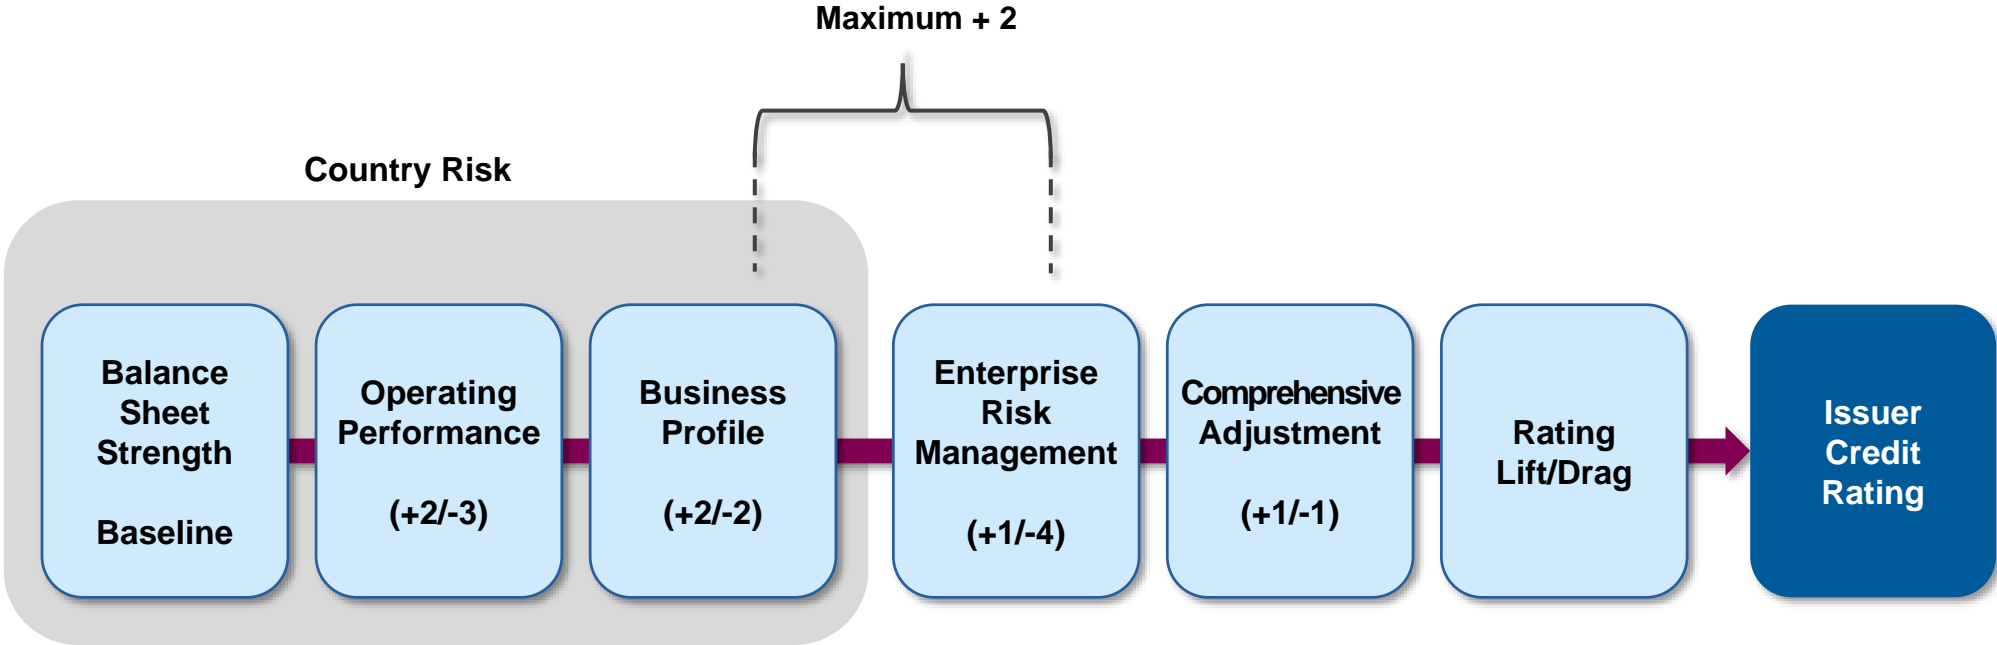 Maximum + 2
Country Risk
Balance
Sheet
Strength
Baseline
Operating
Performance
(+2/-3)
Business
Profile
(+2/-2)
Enterprise
Risk
Management
(+1/-4)
Comprehensive
Adjustment
(+1/-1)
Rating
Lift/Drag
Issuer
Credit
Rating